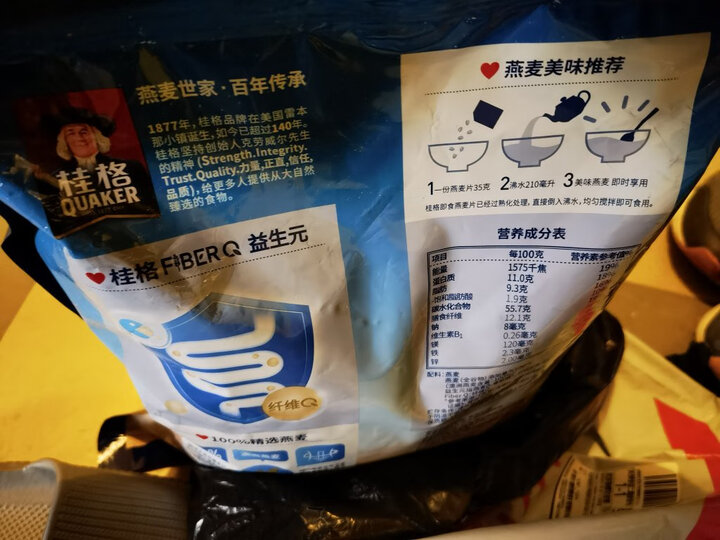 桂格
QUAKER
燕麦世家·百年传承
1877年，桂格品牌在美国雷本
那小镇诞生，如今已超过140年。
桂格坚持创始人克劳威尔先生
的精神(Strength.Integrity.
Trust.Quality.力量，正直，信任，
品质)，给更多人提供从大自然
臻选的食物。
桂格 FIBER Q 益生元
纤维Q
100%精选燕麦
燕麦美味推荐
1一份燕麦片35克
2沸水210毫升
3美味燕麦 即时享用
桂格即食燕麦片已经过熟化处理，直接倒入沸水，均匀搅拌即可食用。
营养成分表
项目 每100克 营养素参考值%
能量 1575千焦 19%
蛋白质 11.0克
脂肪 9.3克
-饱和脂肪酸 1.9克
碳水化合物 55.7克
膳食纤维 12.1克
钠 8毫克
维生素B₁ 0.26毫克
镁 120毫克
铁 2.3毫克
锌
配料：燕麦